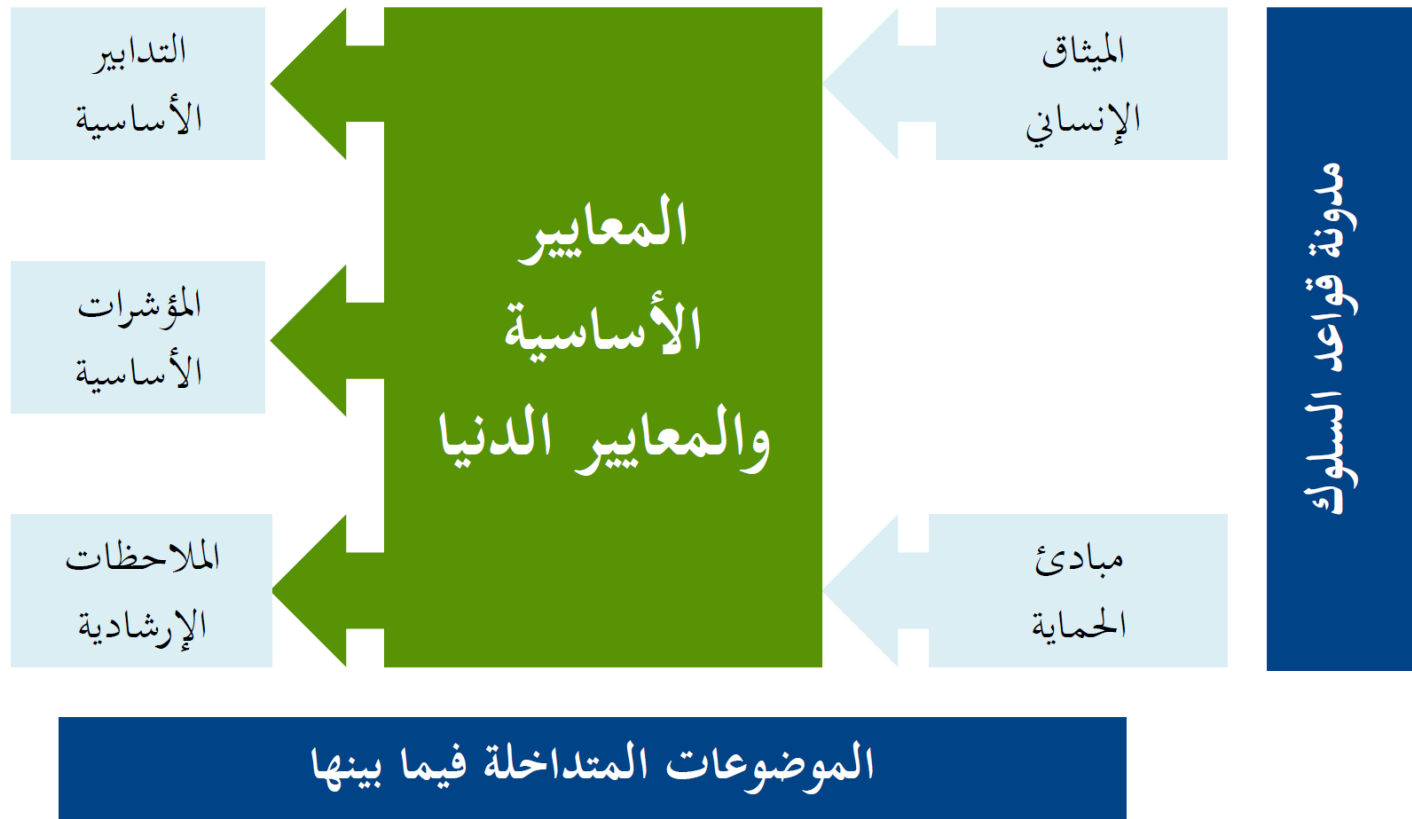 مدونة قواعد السلوك
الميثاق
الإنساني
مبادئ
الحماية
المعايير
الأساسية
والمعايير الدنيا
التدابير
الأساسية
المؤشرات
الأساسية
الملاحظات
الإرشادية
الموضوعات المتداخلة فيما بينها